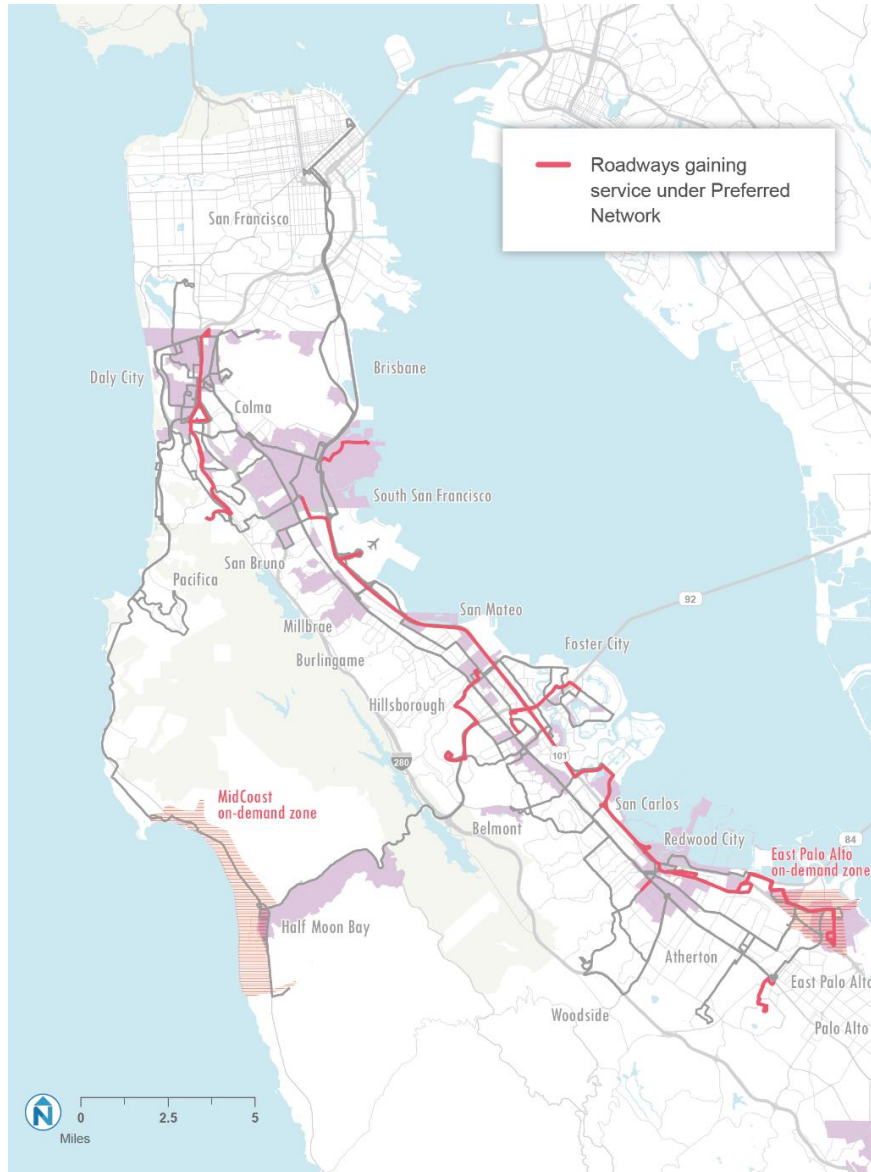 Roadways gaining
service under Preferred
Network
San Francisco
Daly City
Brisbane
Colma
South San Francisco
San Bruno
Pacifica
San Mateo
92
Millbrae
Foster City
Burlingame
Hillsborough
280
101
MidCoast
on-demand zone
San Carlos
Belmont
Redwood City
84
East Palo Alto
on-demand zone
Half Moon Bay
Atherton
East Palo Alto
Woodside
Palo Alto
N
0 2.5 5
Miles